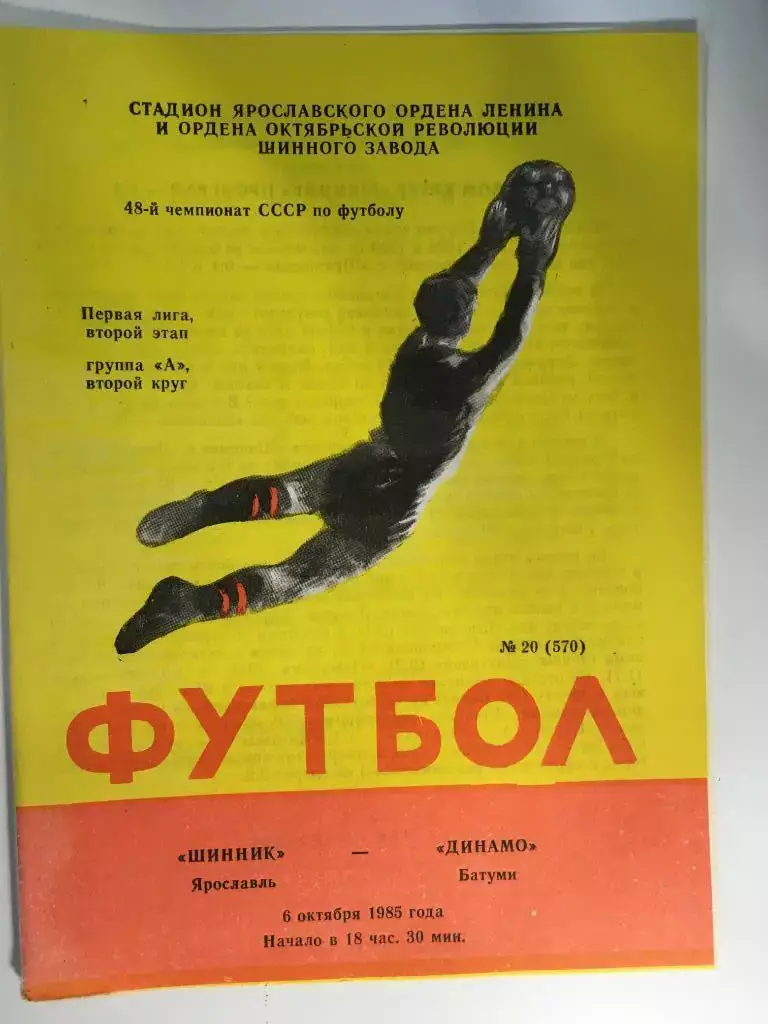 СТАДИОН ЯРОСЛАВСКОГО ОРДЕНА ЛЕНИНА
И ОРДЕНА ОКТЯБРЬСКОЙ РЕВОЛЮЦИИ
ШИННОГО ЗАВОДА
48-й чемпионат СССР по футболу
Первая лига,
второй этап
группа «А»,
второй круг
№ 20 (570)
ФУТБОЛ
«ШИННИК» — «ДИНАМО»
Ярославль Батуми
6 октября 1985 года
Начало в 18 час. 30 мин.